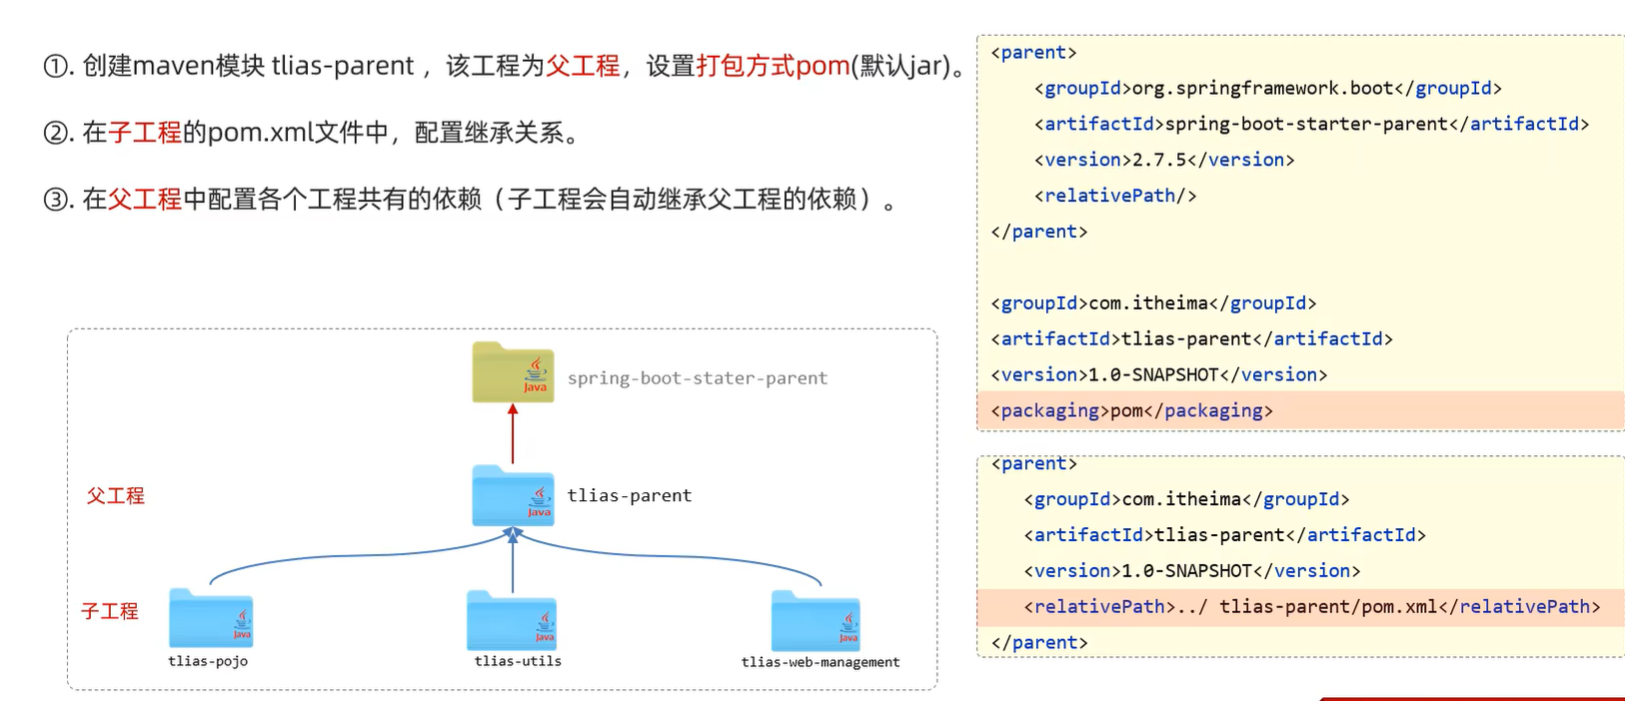 ①. 创建maven模块 tlias-parent ，该工程为父工程，设置打包方式pom(默认jar)。
②. 在子工程的pom.xml文件中，配置继承关系。
③. 在父工程中配置各个工程共有的依赖（子工程会自动继承父工程的依赖）。
spring-boot-stater-parent
父工程
tlias-parent
子工程
tlias-pojo
tlias-utils
tlias-web-management
Java
Java
Java
Java
Java
<parent>
<groupId>org.springframework.boot</groupId>
<artifactId>spring-boot-starter-parent</artifactId>
<version>2.7.5</version>
<relativePath/>
</parent>
<groupId>com.itheima</groupId>
<artifactId>tlias-parent</artifactId>
<version>1.0-SNAPSHOT</version>
<packaging>pom</packaging>
<parent>
<groupId>com.itheima</groupId>
<artifactId>tlias-parent</artifactId>
<version>1.0-SNAPSHOT</version>
<relativePath>../ tlias-parent/pom.xml</relativePath>
</parent>